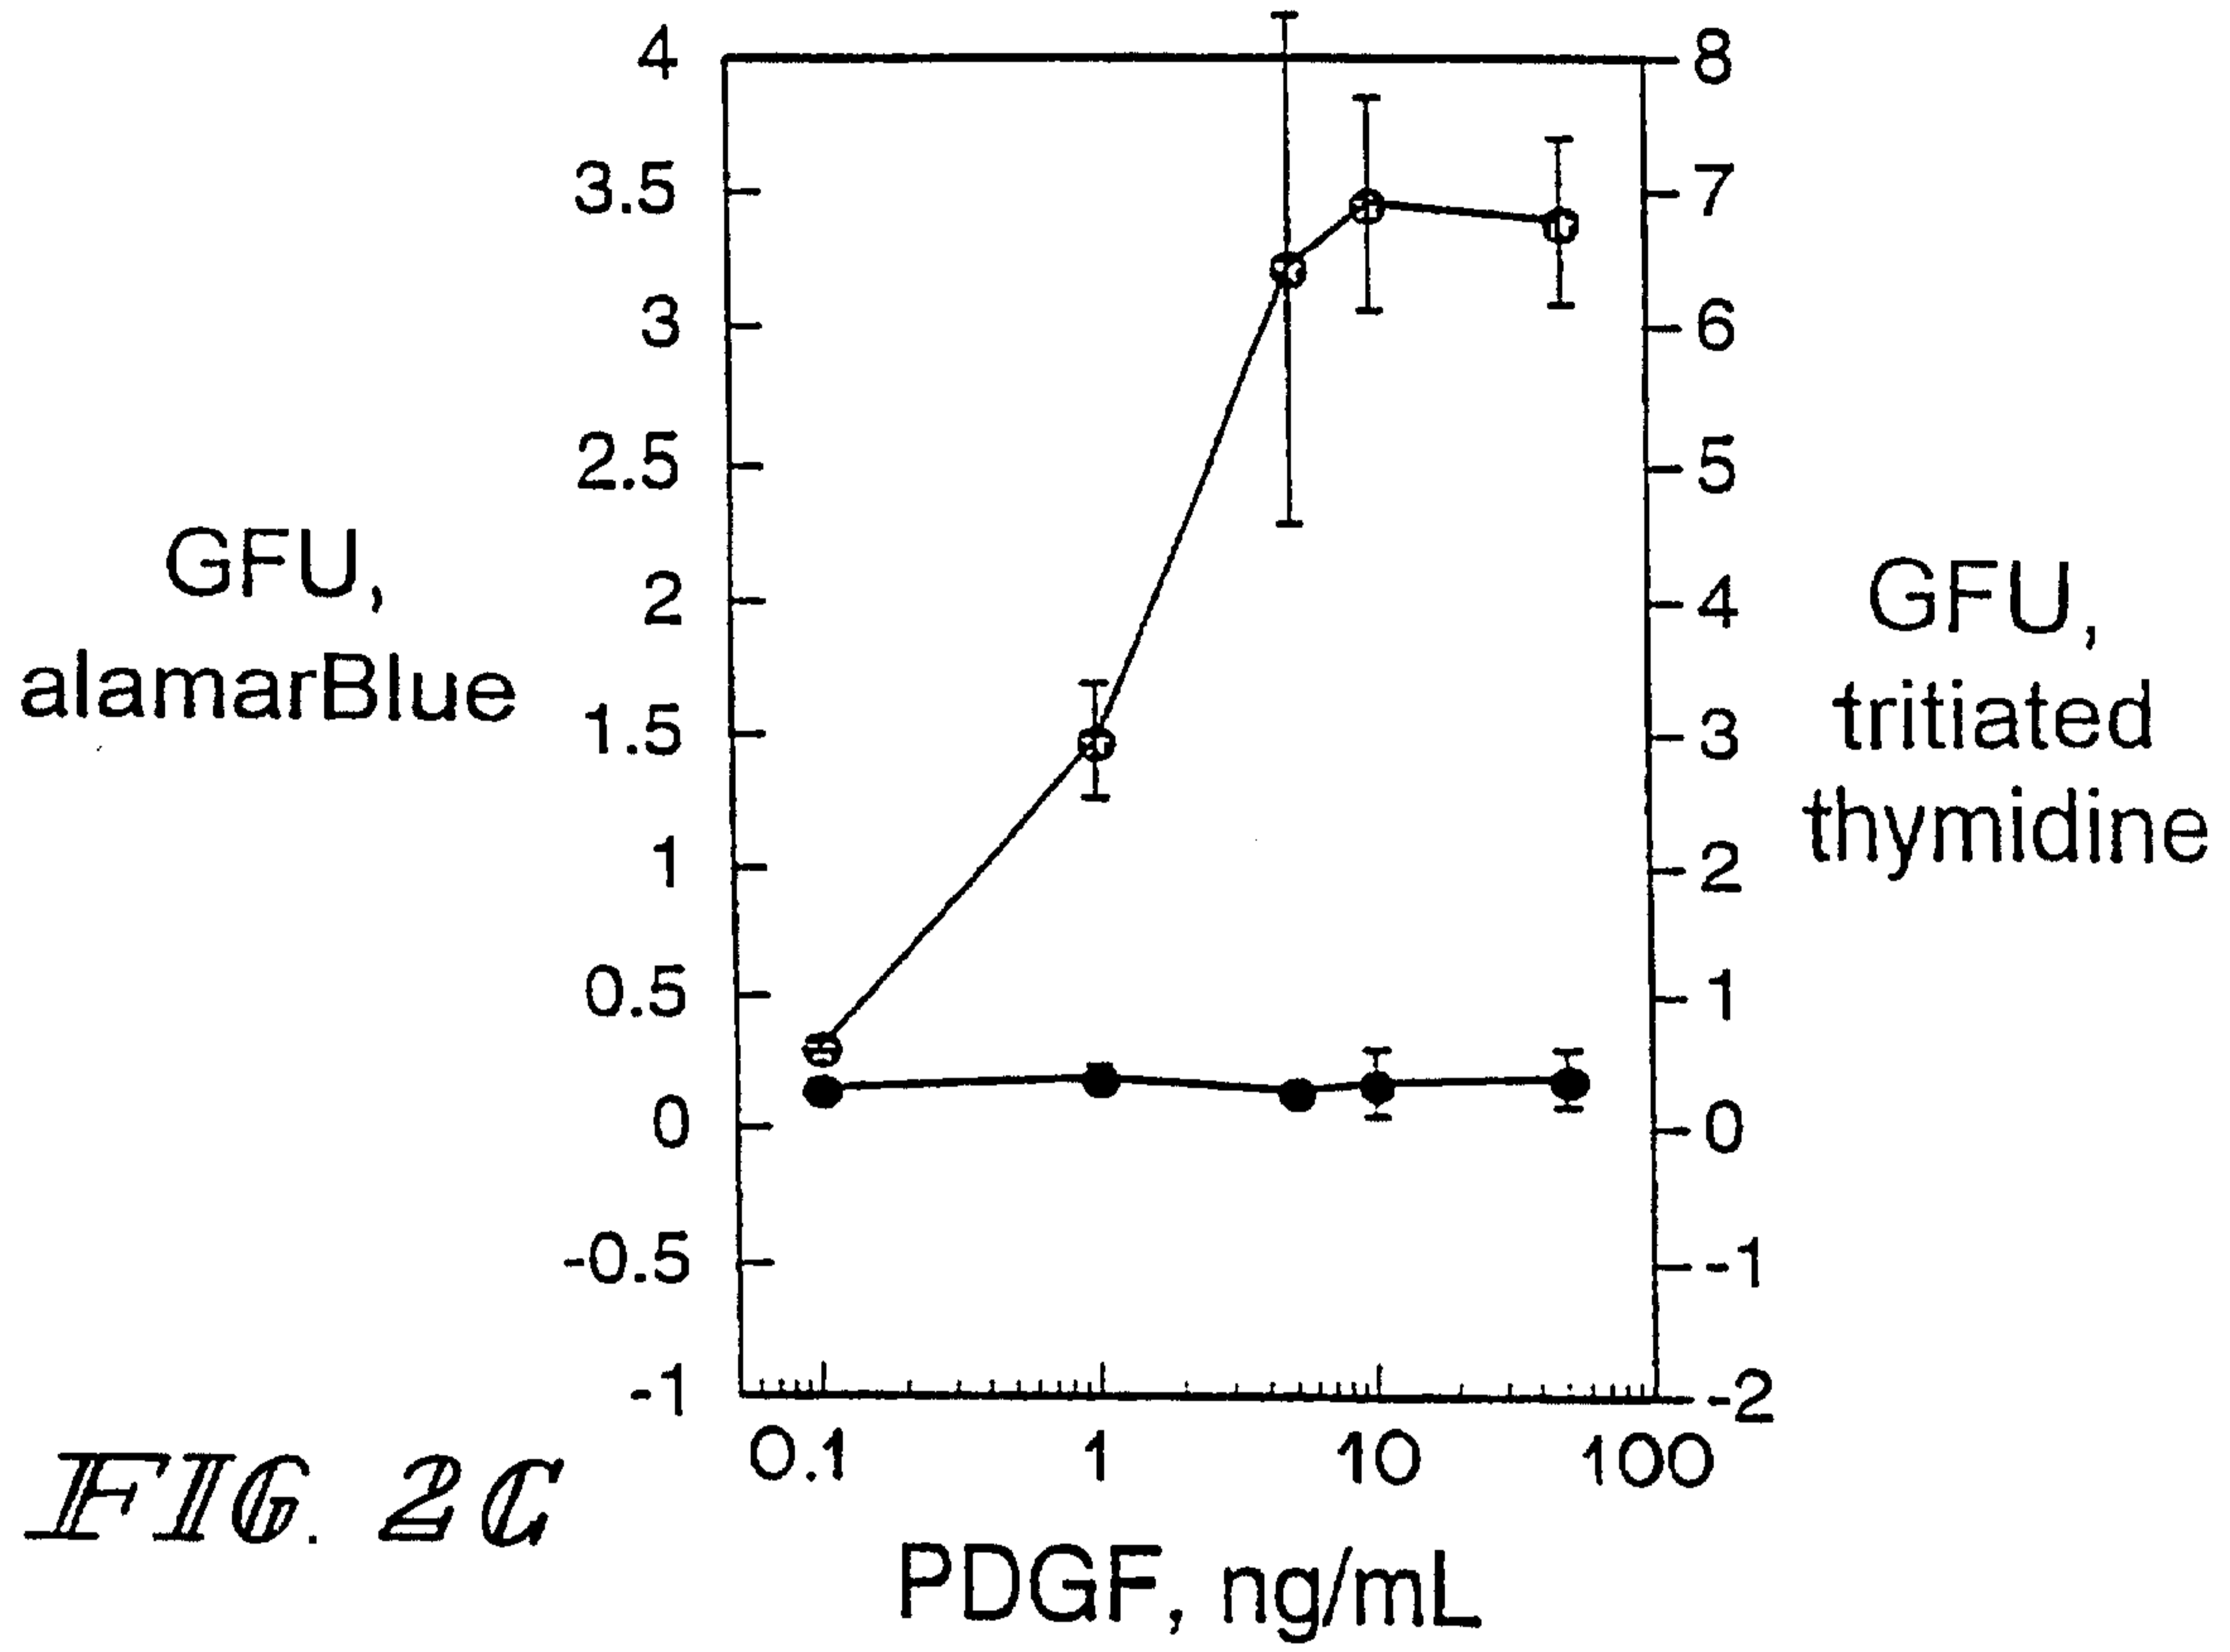 4
3.5
3
2.5
2
1.5
1
0.5
0
-0.5
-1
GFU,
alamarBlue
8
7
6
5
4
3
2
1
0
-1
-2
GFU,
tritiated
thymidine
0.1 1 10 100
PDGF, ng/mL
FIG. 2C